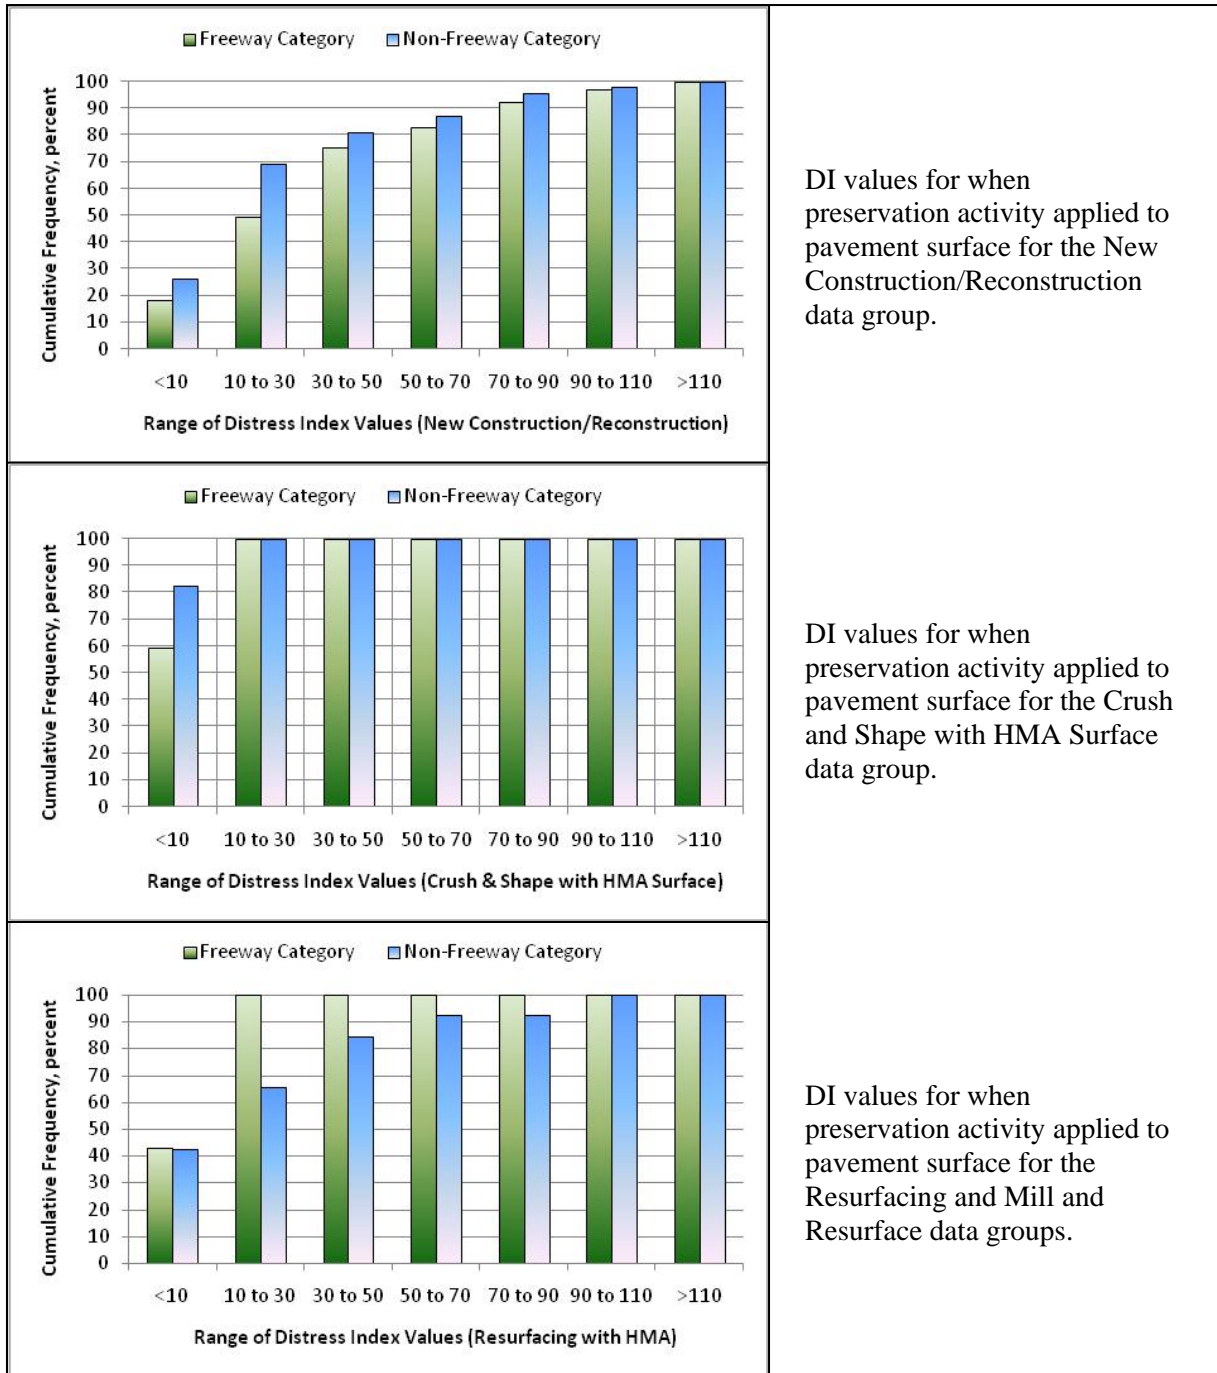 Freeway Category Non-Freeway Category
100
90
80
70
60
50
40
30
20
10
0
Cumulative Frequency, percent
<10 10 to 30 30 to 50 50 to 70 70 to 90 90 to 110 >110
Range of Distress Index Values (New Construction/Reconstruction)
DI values for when
preservation activity applied to
pavement surface for the New
Construction/Reconstruction
data group.
Freeway Category Non-Freeway Category
100
90
80
70
60
50
40
30
20
10
0
Cumulative Frequency, percent
<10 10 to 30 30 to 50 50 to 70 70 to 90 90 to 110 >110
Range of Distress Index Values (Crush & Shape with HMA Surface)
DI values for when
preservation activity applied to
pavement surface for the Crush
and Shape with HMA Surface
data group.
Freeway Category Non-Freeway Category
100
90
80
70
60
50
40
30
20
10
0
Cumulative Frequency, percent
<10 10 to 30 30 to 50 50 to 70 70 to 90 90 to 110 >110
Range of Distress Index Values (Resurfacing with HMA)
DI values for when
preservation activity applied to
pavement surface for the
Resurfacing and Mill and
Resurface data groups.